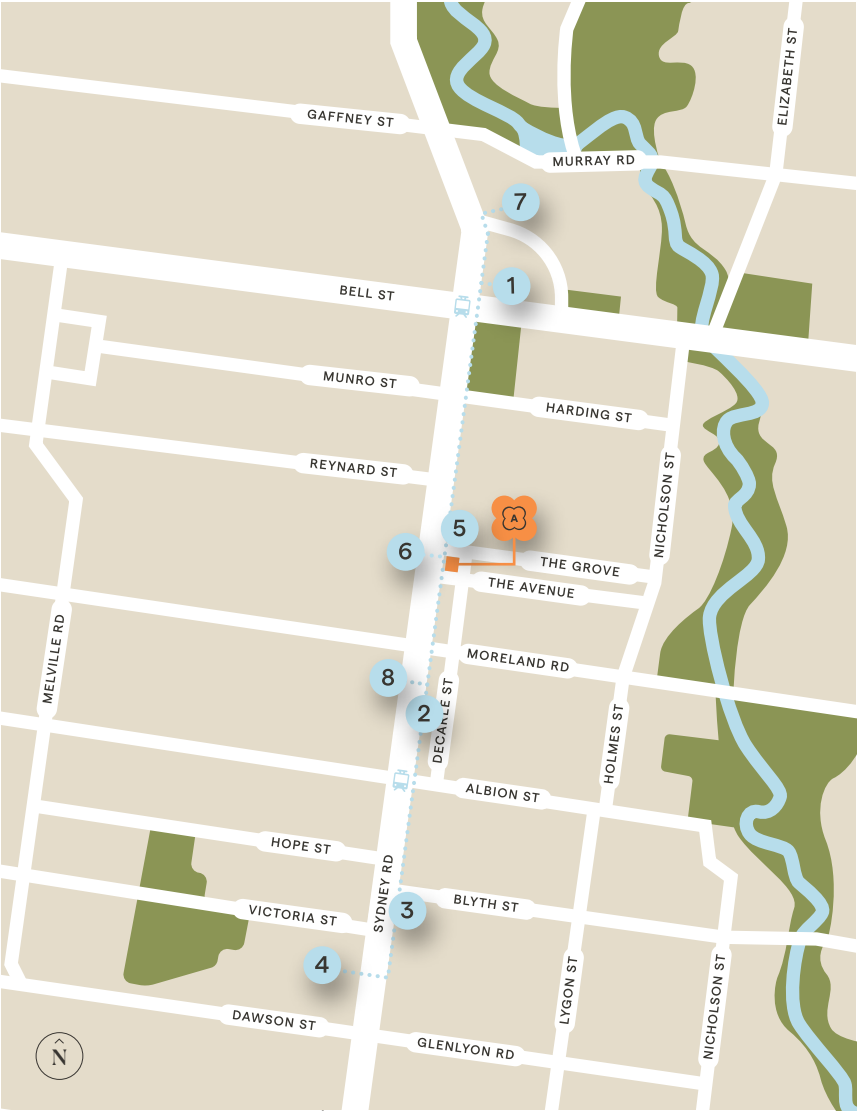 ELIZABETH ST
GAFFNEY ST
MURRAY RD
7
1
BELL ST
MUNRO ST
HARDING ST
REYNARD ST
NICHOLSON ST
A
5
6
THE GROVE
THE AVENUE
MELVILLE RD
MORELAND RD
8
2
DECARLE ST
HOLMES ST
ALBION ST
HOPE ST
SYDNEY RD
3
BLYTH ST
VICTORIA ST
4
LYGON ST
NICHOLSON ST
DAWSON ST
GLENLYON RD
N